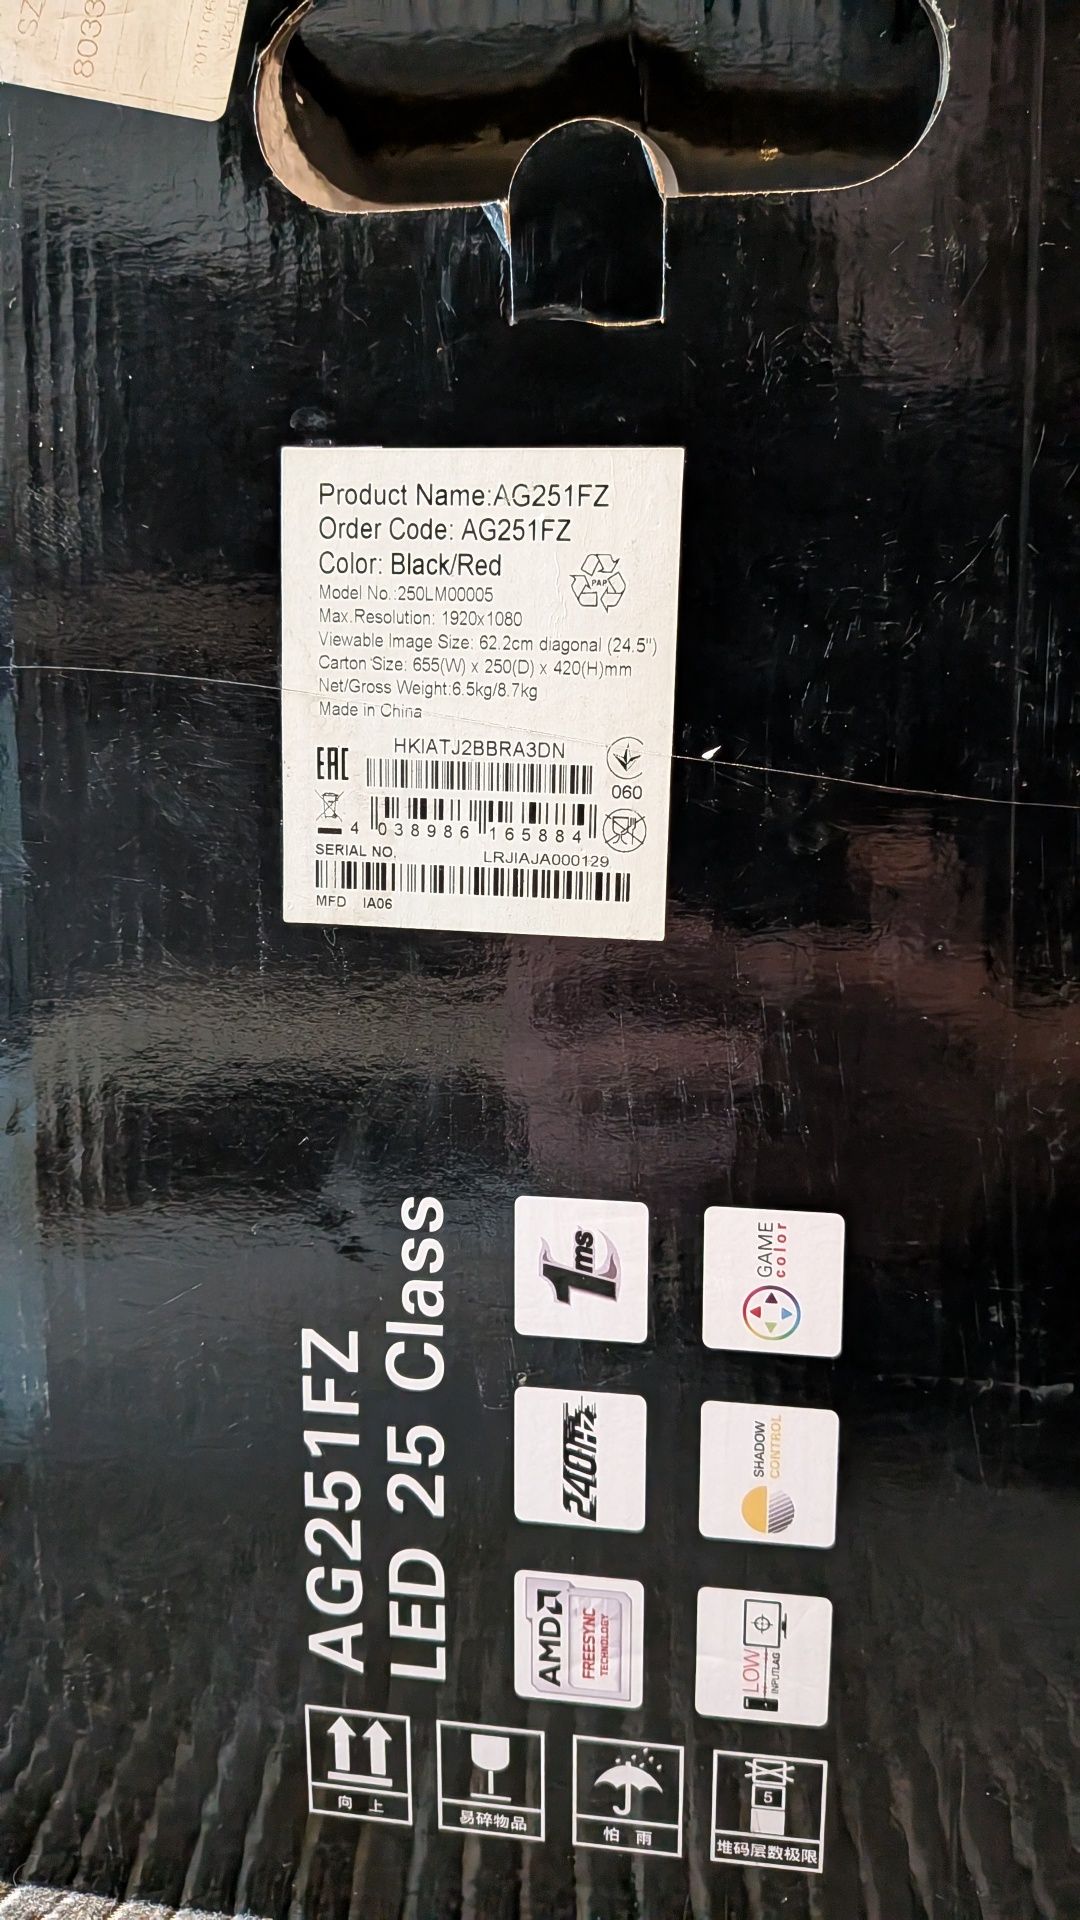 SZ
8033
2019.06
Product Name:AG251FZ
Order Code: AG251FZ
Color: Black/Red
PAP
Model No.:250LM00005
Max.Resolution: 1920x1080
Viewable Image Size: 62.2cm diagonal (24.5")
Carton Size: 655(W) x 250(D) x 420(H)mm
Net/Gross Weight:6.5kg/8.7kg
Made in China
HKIATJ2BBRA3DN
EAC
060
4 038986 165884
SERIAL NO.
LRJIAJA000129
MFD IA06
AG251FZ
LED 25 Class
AMD
FREESYNC
TECHNOLOGY
240Hz
1ms
LOW
INPUTLAG
SHADOW
CONTROL
GAME
color
向 上
易碎物品
怕 雨
5
堆码层数极限